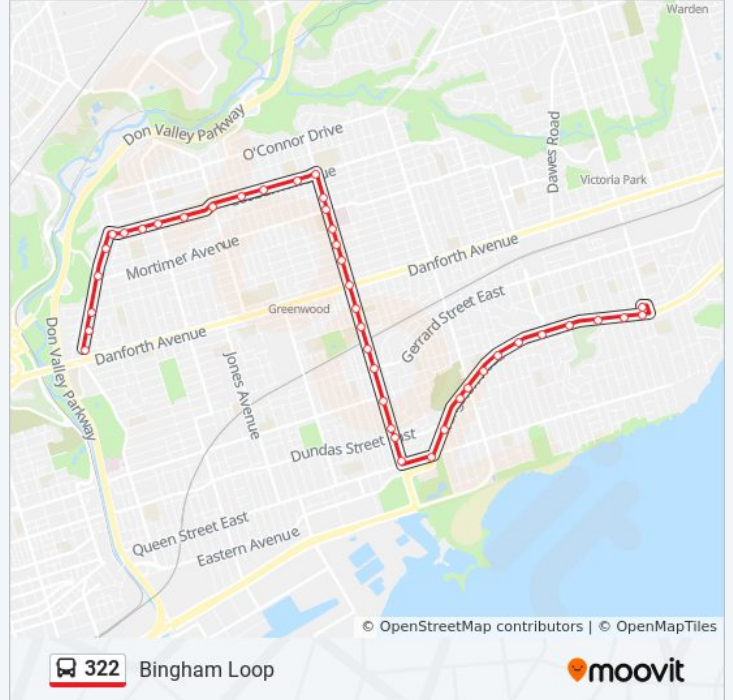 Warden
Don Valley Parkway
O'Connor Drive
Dawes Road
Victoria Park
Mortimer Avenue
Danforth Avenue
Greenwood
Gerrard Street East
Danforth Avenue
Don Valley Parkway
Jones Avenue
Dundas Street East
Queen Street East
Eastern Avenue
© OpenStreetMap contributors | © OpenMapTiles
322 Bingham Loop
moovit